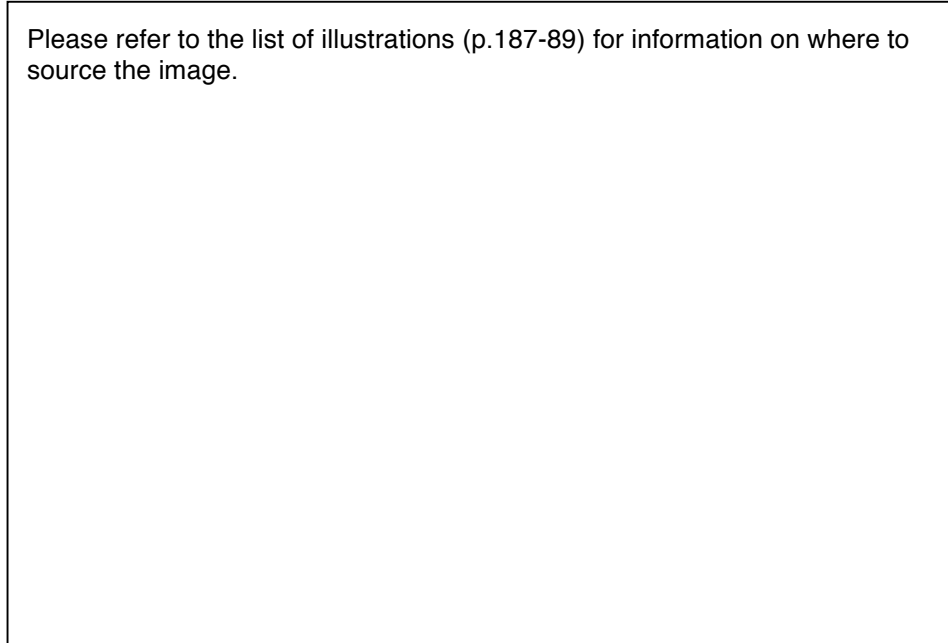 Please refer to the list of illustrations (p.187-89) for information on where to
source the image.